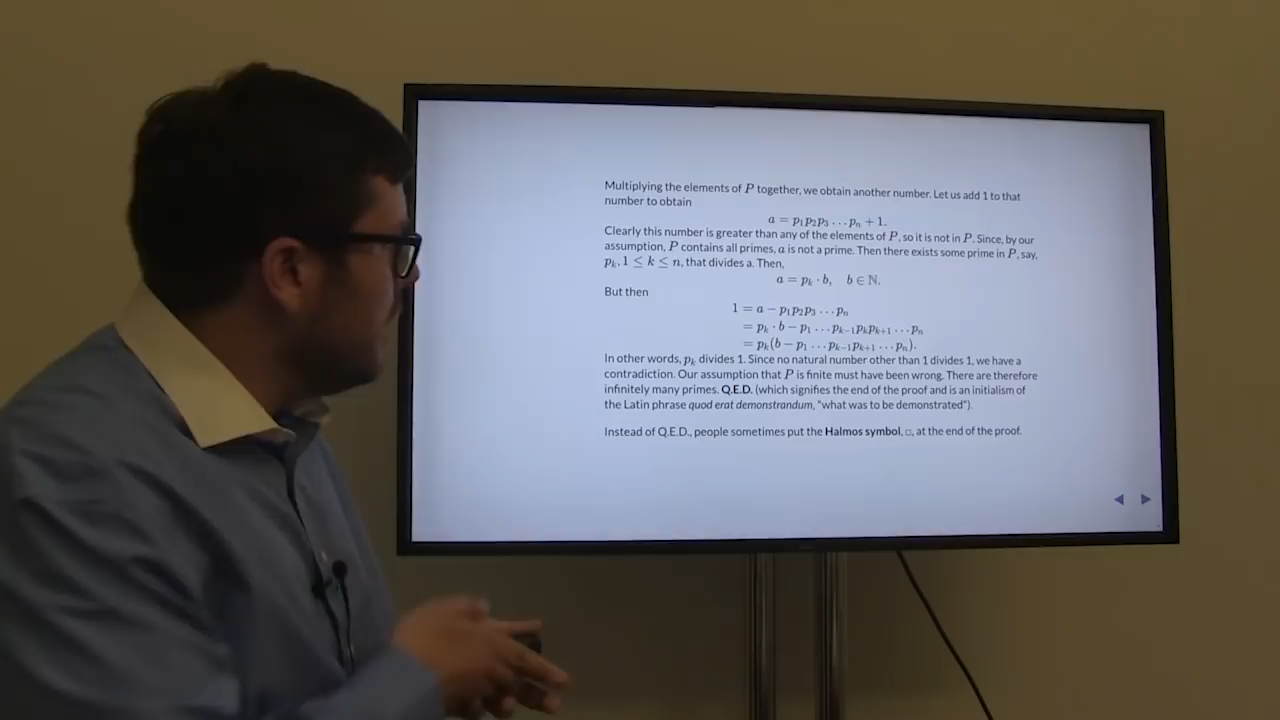 Multiplying the elements of P together, we obtain another number. Let us add 1 to that
number to obtain
a = p₁p₂p₃ … pₙ + 1.
Clearly this number is greater than any of the elements of P, so it is not in P. Since, by our
assumption, P contains all primes, a is not a prime. Then there exists some prime in P, say,
pₖ, 1 ≤ k ≤ n, that divides a. Then,
a = pₖ · b, b ∈ ℕ.
But then
1 = a − p₁p₂p₃ … pₙ
= pₖ · b − p₁ … pₖ₋₁pₖpₖ₊₁ … pₙ
= pₖ(b − p₁ … pₖ₋₁pₖ₊₁ … pₙ).
In other words, pₖ divides 1. Since no natural number other than 1 divides 1, we have a
contradiction. Our assumption that P is finite must have been wrong. There are therefore
infinitely many primes. Q.E.D. (which signifies the end of the proof and is an initialism of
the Latin phrase quod erat demonstrandum, "what was to be demonstrated").
Instead of Q.E.D., people sometimes put the Halmos symbol, □, at the end of the proof.